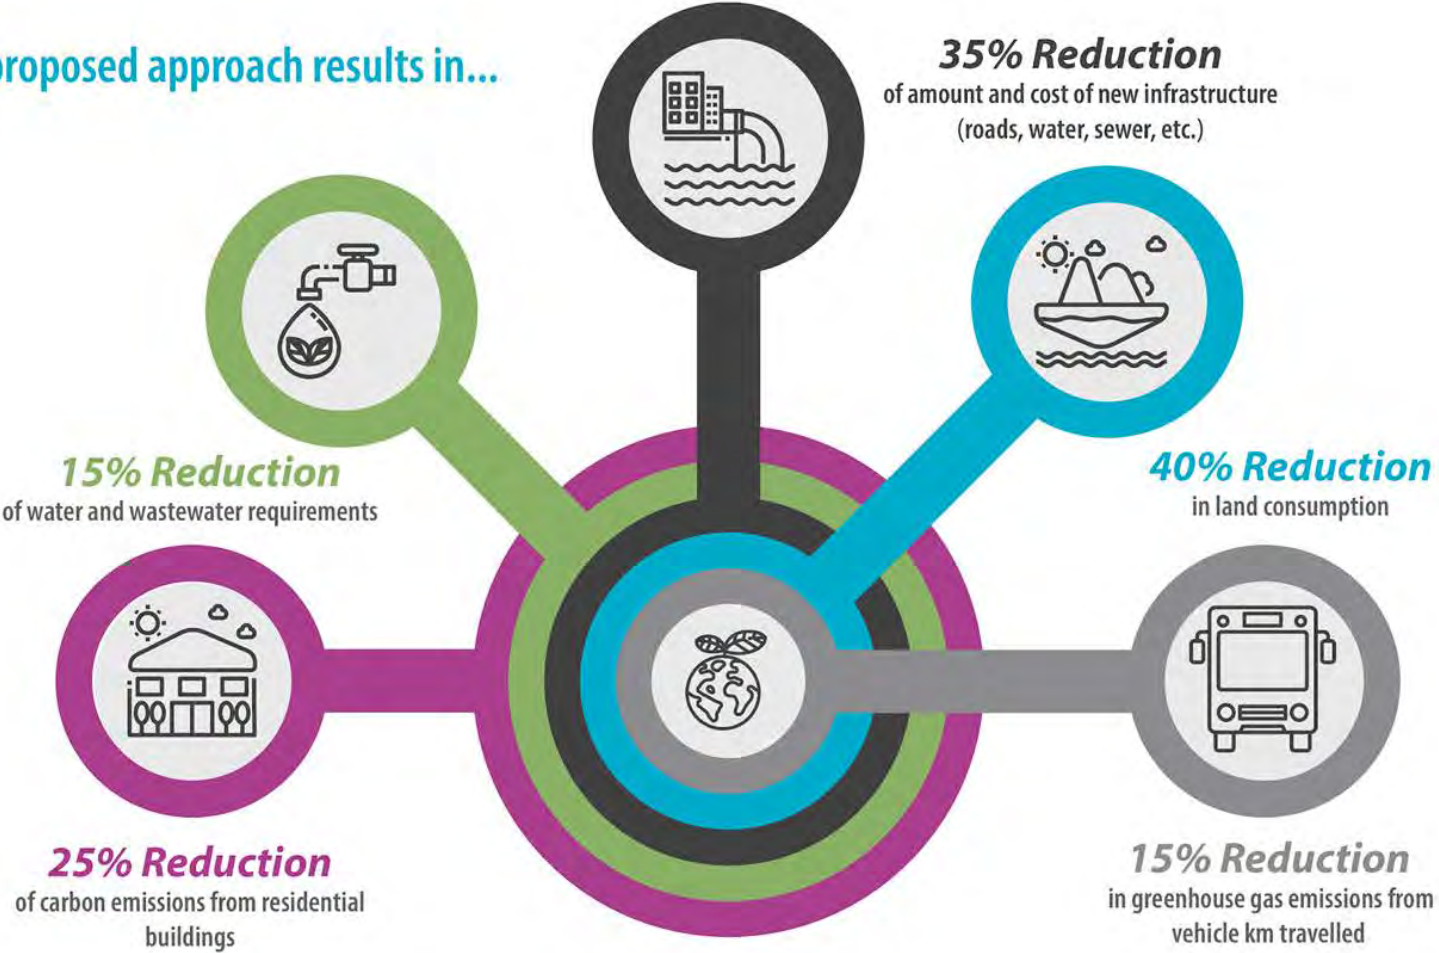 proposed approach results in...
35% Reduction
of amount and cost of new infrastructure
(roads, water, sewer, etc.)
15% Reduction
of water and wastewater requirements
40% Reduction
in land consumption
25% Reduction
of carbon emissions from residential
buildings
15% Reduction
in greenhouse gas emissions from
vehicle km travelled